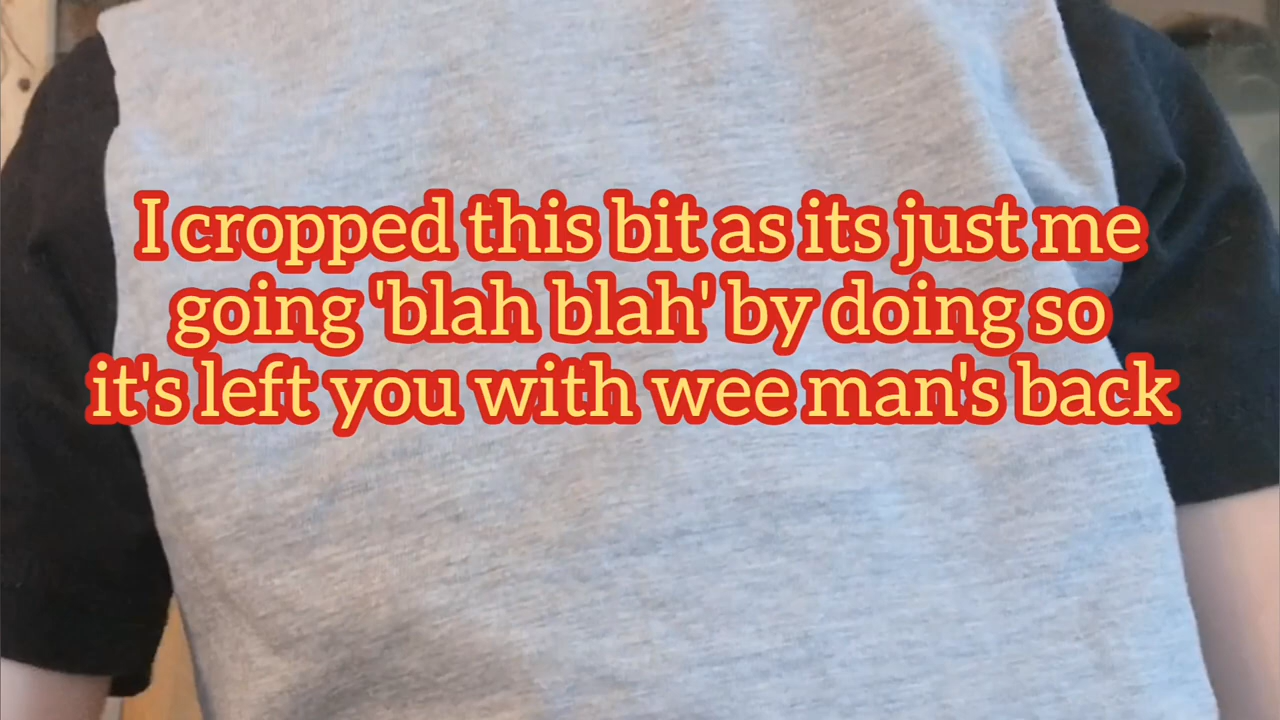 I cropped this bit as its just me
going 'blah blah' by doing so
it's left you with wee man's back